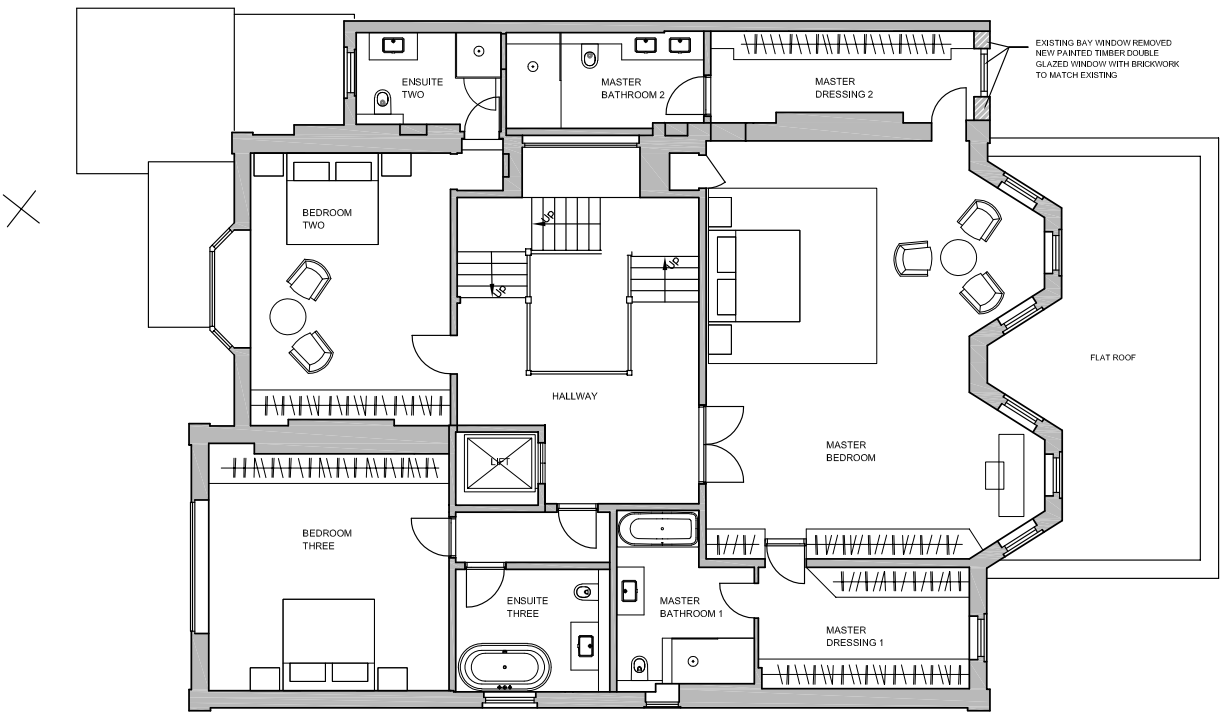 EXISTING BAY WINDOW REMOVED
NEW PAINTED TIMBER DOUBLE
GLAZED WINDOW WITH BRICKWORK
TO MATCH EXISTING
ENSUITE
TWO
MASTER
BATHROOM 2
MASTER
DRESSING 2
BEDROOM
TWO
Up
Up
Up
FLAT ROOF
HALLWAY
MASTER
BEDROOM
LIFT
BEDROOM
THREE
ENSUITE
THREE
MASTER
BATHROOM 1
MASTER
DRESSING 1